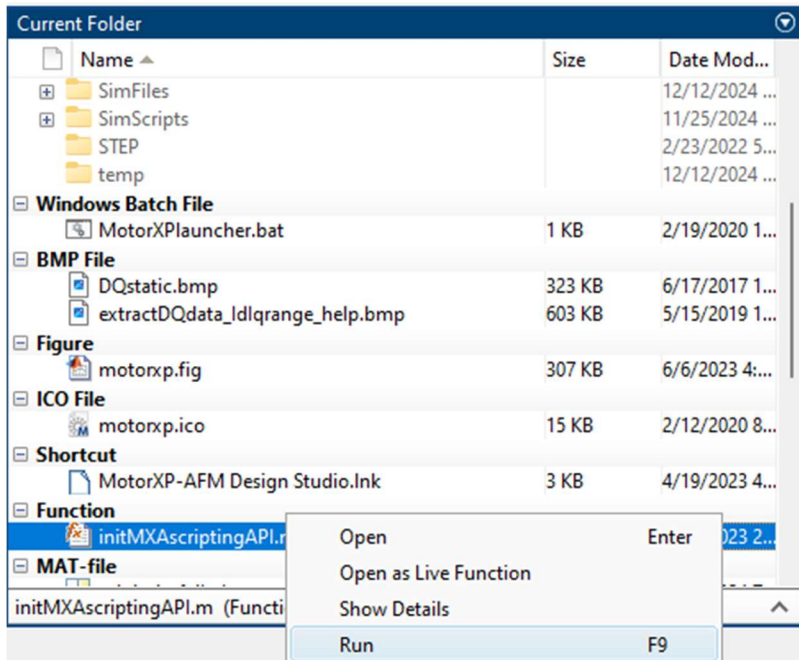 Current Folder
Name Size Date Mod...
SimFiles 12/12/2024 ...
SimScripts 11/25/2024 ...
STEP 2/23/2022 5...
temp 12/12/2024 ...
Windows Batch File
MotorXPlauncher.bat 1 KB 2/19/2020 1...
BMP File
DQstatic.bmp 323 KB 6/17/2017 1...
extractDQdata_IdIqrange_help.bmp 603 KB 5/15/2019 1...
Figure
motorxp.fig 307 KB 6/6/2023 4:...
ICO File
motorxp.ico 15 KB 2/12/2020 8...
Shortcut
MotorXP-AFM Design Studio.lnk 3 KB 4/19/2023 4...
Function
initMXAscriptingAPI.r 023 2...
MAT-file
initMXAscriptingAPI.m (Functi
Open Enter
Open as Live Function
Show Details
Run F9